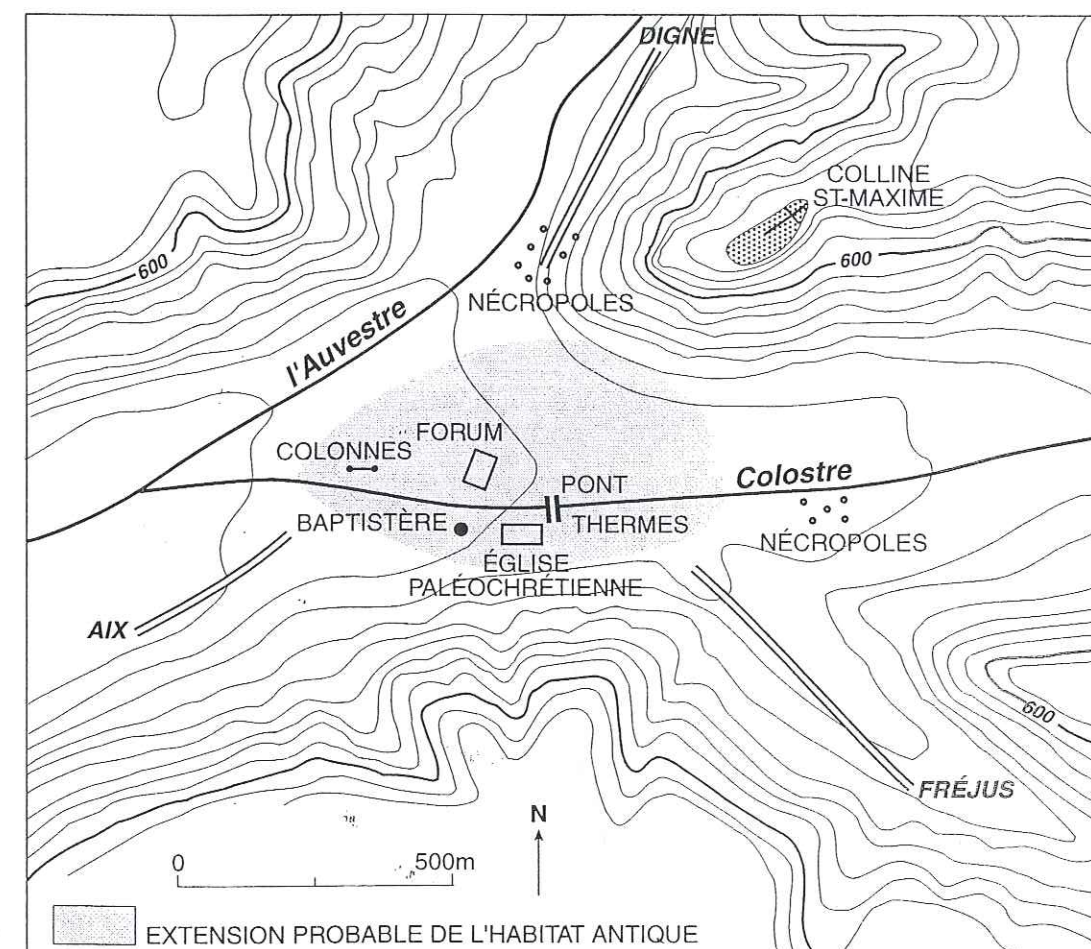 DIGNE
COLLINE
ST-MAXIME
600
600
NÉCROPOLES
l'Auvestre
FORUM
COLONNES
Colostre
PONT
BAPTISTÈRE
THERMES
NÉCROPOLES
ÉGLISE
PALÉOCHRÉTIENNE
AIX
600
FRÉJUS
N
0
500m
EXTENSION PROBABLE DE L'HABITAT ANTIQUE